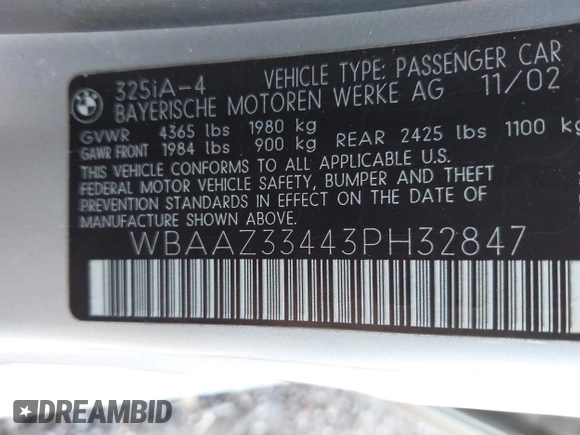 325iA-4 VEHICLE TYPE: PASSENGER CAR
BAYERISCHE MOTOREN WERKE AG 11/02
GVWR 4365 lbs 1980 kg
GAWR FRONT 1984 lbs 900 kg REAR 2425 lbs 1100 kg
THIS VEHICLE CONFORMS TO ALL APPLICABLE U.S.
FEDERAL MOTOR VEHICLE SAFETY, BUMPER AND THEFT
PREVENTION STANDARDS IN EFFECT ON THE DATE OF
MANUFACTURE SHOWN ABOVE.
WBAAZ33443PH32847
DREAMBID